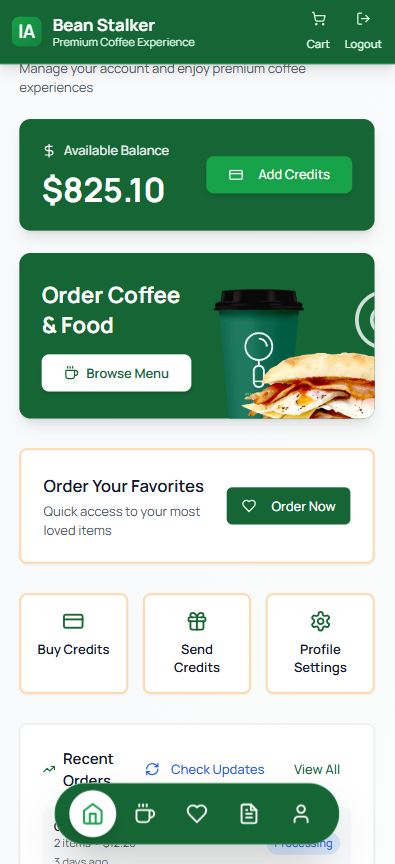 IA
Bean Stalker
Premium Coffee Experience
Cart
Logout
Manage your account and enjoy premium coffee
experiences
$ Available Balance
$825.10
Add Credits
Order Coffee
& Food
Browse Menu
Order Your Favorites
Quick access to your most
loved items
Order Now
Buy Credits
Send
Credits
Profile
Settings
Recent
Orders
Check Updates
View All
2 items • $12.20
Processing
3 days ago